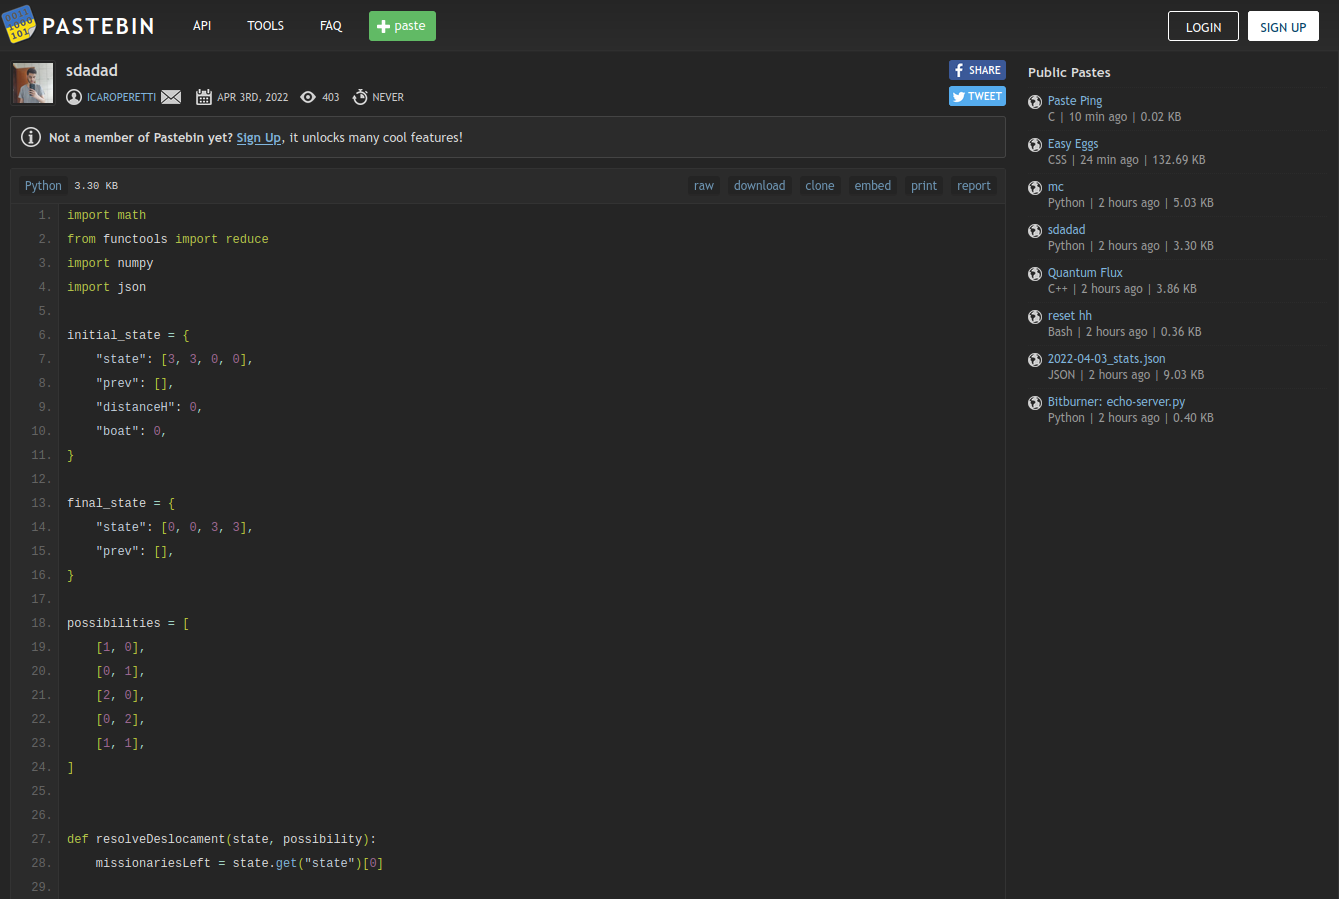 PASTEBIN API TOOLS FAQ paste LOGIN SIGN UP
sdadad
ICAROPERETTI APR 3RD, 2022 403 NEVER
SHARE
TWEET
Not a member of Pastebin yet? Sign Up, it unlocks many cool features!
Python 3.30 KB raw download clone embed print report
1. import math
2. from functools import reduce
3. import numpy
4. import json
5.
6. initial_state = {
7.     "state": [3, 3, 0, 0],
8.     "prev": [],
9.     "distanceH": 0,
10.     "boat": 0,
11. }
12.
13. final_state = {
14.     "state": [0, 0, 3, 3],
15.     "prev": [],
16. }
17.
18. possibilities = [
19.     [1, 0],
20.     [0, 1],
21.     [2, 0],
22.     [0, 2],
23.     [1, 1],
24. ]
25.
26.
27. def resolveDeslocament(state, possibility):
28.     missionariesLeft = state.get("state")[0]
29.
Public Pastes
Paste Ping
C | 10 min ago | 0.02 KB
Easy Eggs
CSS | 24 min ago | 132.69 KB
mc
Python | 2 hours ago | 5.03 KB
sdadad
Python | 2 hours ago | 3.30 KB
Quantum Flux
C++ | 2 hours ago | 3.86 KB
reset hh
Bash | 2 hours ago | 0.36 KB
2022-04-03_stats.json
JSON | 2 hours ago | 9.03 KB
Bitburner: echo-server.py
Python | 2 hours ago | 0.40 KB